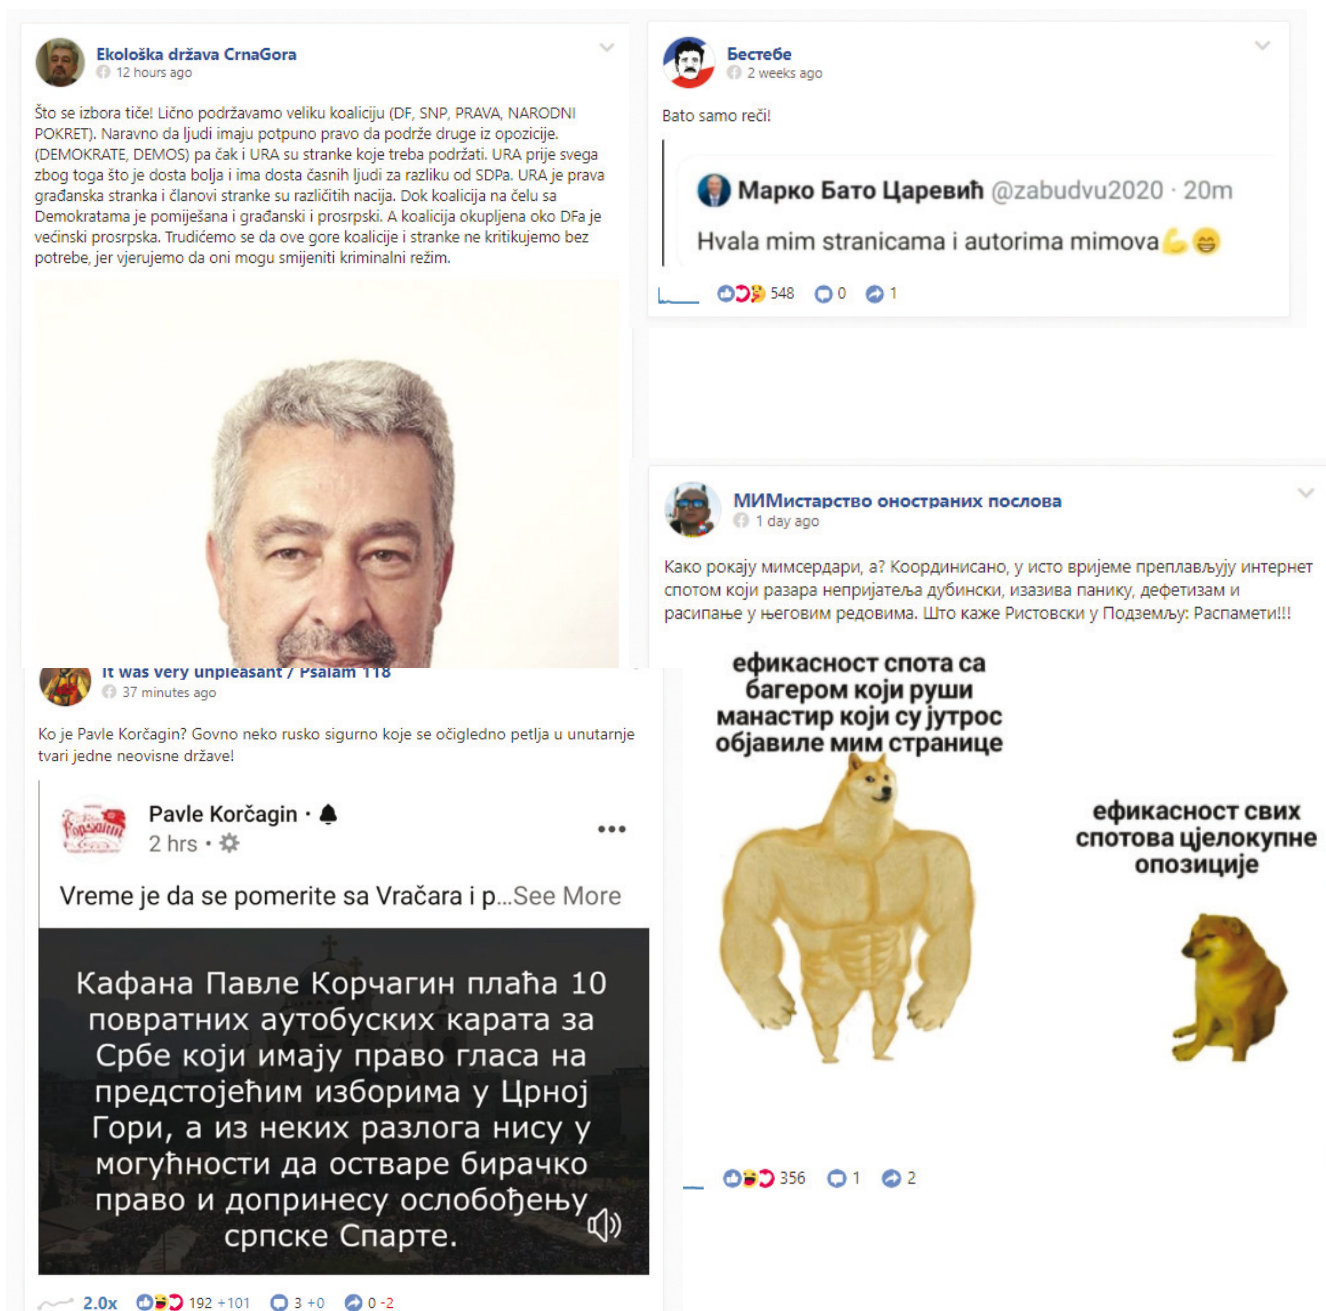 Ekološka država CrnaGora
12 hours ago
Što se izbora tiče! Lično podržavamo veliku koaliciju (DF, SNP, PRAVA, NARODNI
POKRET). Naravno da ljudi imaju potpuno pravo da podrže druge iz opozicije.
(DEMOKRATE, DEMOS) pa čak i URA su stranke koje treba podržati. URA prije svega
zbog toga što je dosta bolja i ima dosta časnih ljudi za razliku od SDPa. URA je prava
građanska stranka i članovi stranke su različitih nacija. Dok koalicija na čelu sa
Demokratama je pomiješana i građanski i prosrpski. A koalicija okupljena oko DFa je
većinski prosrpska. Trudićemo se da ove gore koalicije i stranke ne kritikujemo bez
potrebe, jer vjerujemo da oni mogu smijeniti kriminalni režim.
Бестебе
2 weeks ago
Bato samo reči!
Марко Бато Царевић @zabudvu2020 · 20m
Hvala mim stranicama i autorima mimova💪😄
548 0 1
МИМистарство оностраних послова
1 day ago
Како рокају мимсердари, а? Координисано, у исто вријеме преплављују интернет
спотом који разара непријатеља дубински, изазива панику, дефетизам и
расипање у његовим редовима. Што каже Ристовски у Подземљу: Распамети!!!
ефикасност спота са
багером који руши
манастир који су јутрос
објавиле мим странице
ефикасност свих
спотова цјелокупне
опозиције
356 1 2
It was very unpleasant / Psalam 118
37 minutes ago
Ko je Pavle Korčagin? Govno neko rusko sigurno koje se očigledno petlja u unutarnje
tvari jedne neovisne države!
Корчагин
Pavle Korčagin ·
2 hrs ·
Vreme je da se pomerite sa Vračara i p...See More
Кафана Павле Корчагин плаћа 10
повратних аутобуских карата за
Србе који имају право гласа на
предстојећим изборима у Црној
Гори, а из неких разлога нису у
могућности да остваре бирачко
право и допринесу ослобођењу
српске Спарте.
2.0x 192 +101 3 +0 0 -2